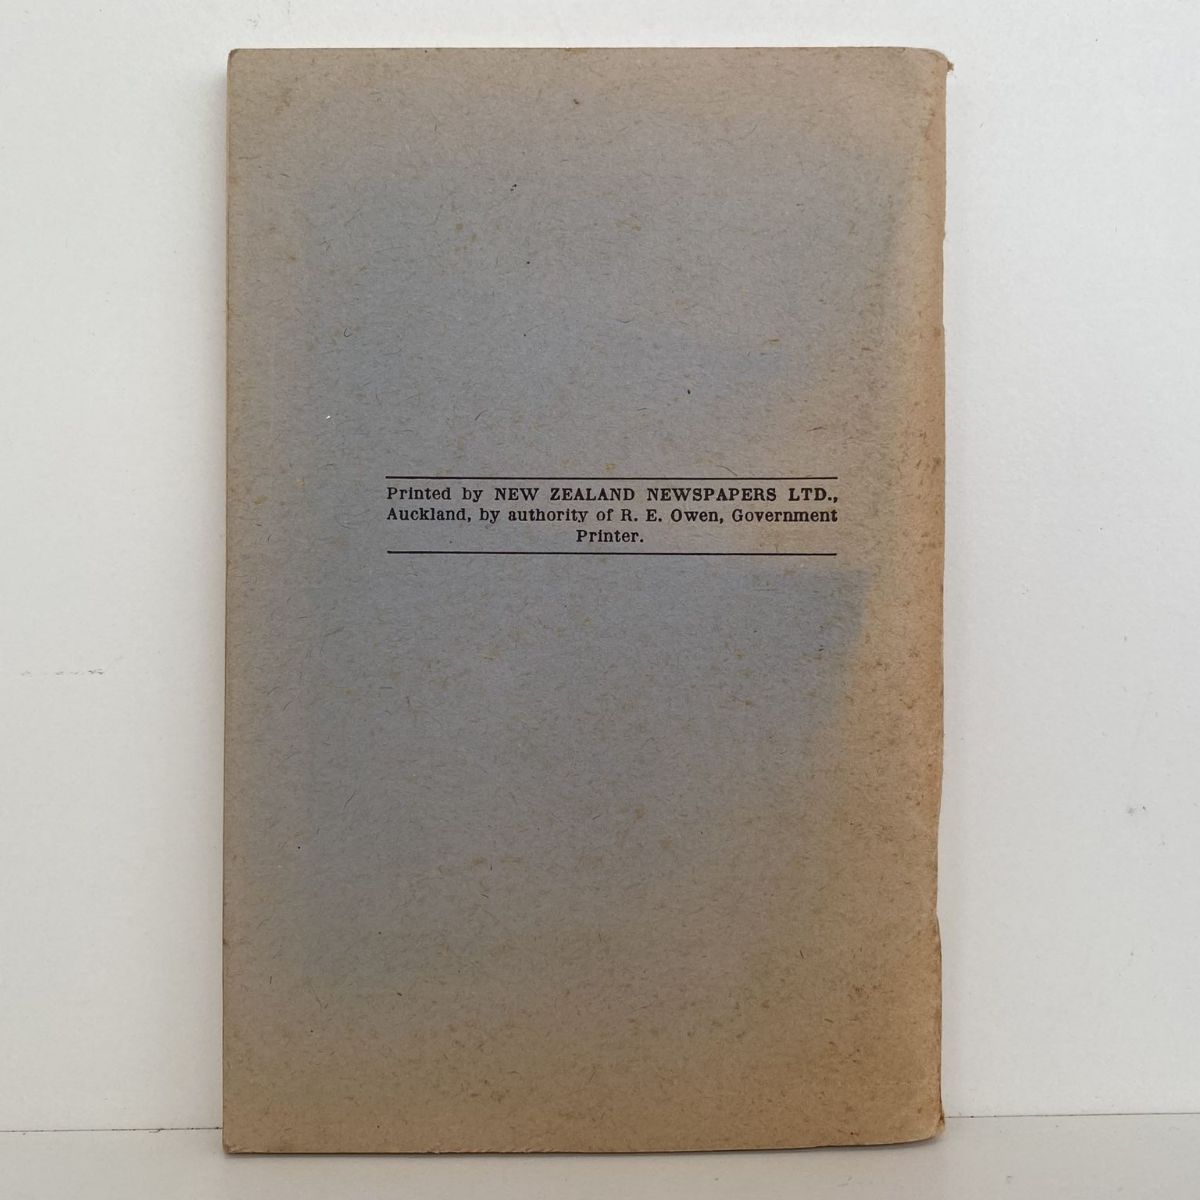 Printed by NEW ZEALAND NEWSPAPERS LTD.,
Auckland, by authority of R. E. Owen, Government
Printer.